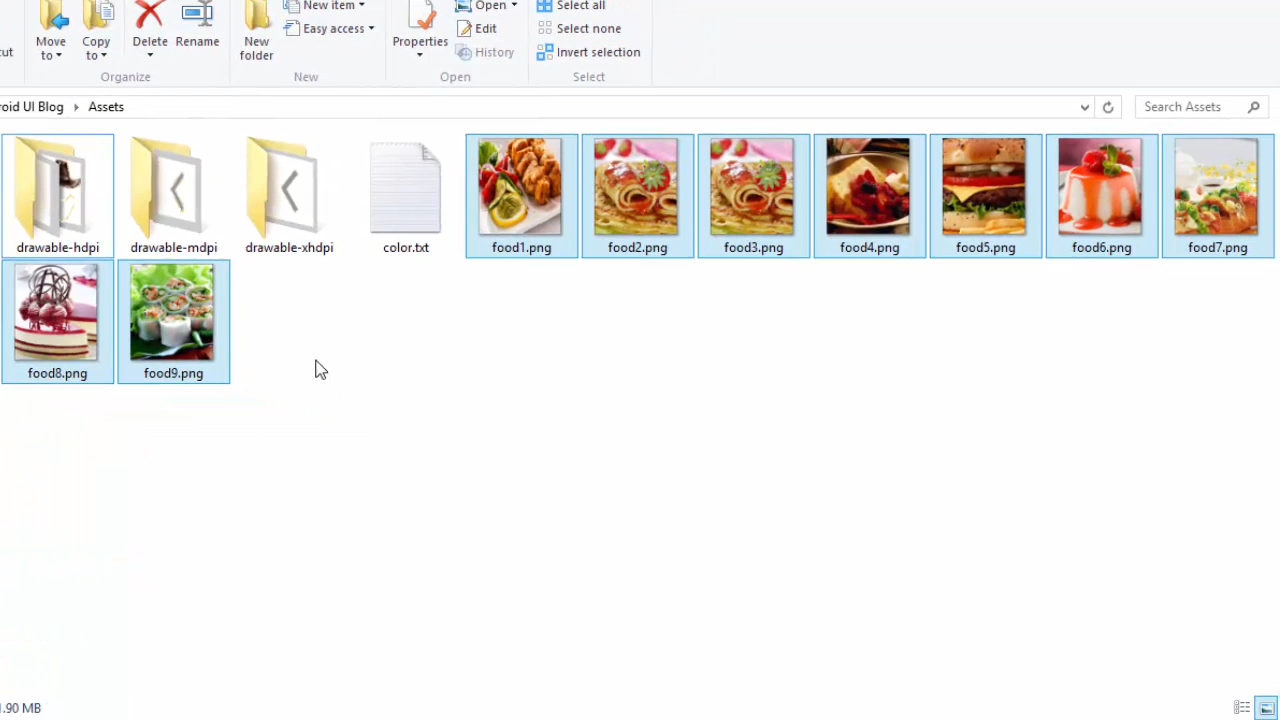 cut
Move
to
Copy
to
Delete
Rename
New
folder
New item
Easy access
Properties
Open
Edit
History
Select all
Select none
Invert selection
Organize
New
Open
Select
oid UI Blog
Assets
Search Assets
drawable-hdpi
drawable-mdpi
drawable-xhdpi
color.txt
food1.png
food2.png
food3.png
food4.png
food5.png
food6.png
food7.png
food8.png
food9.png
.90 MB